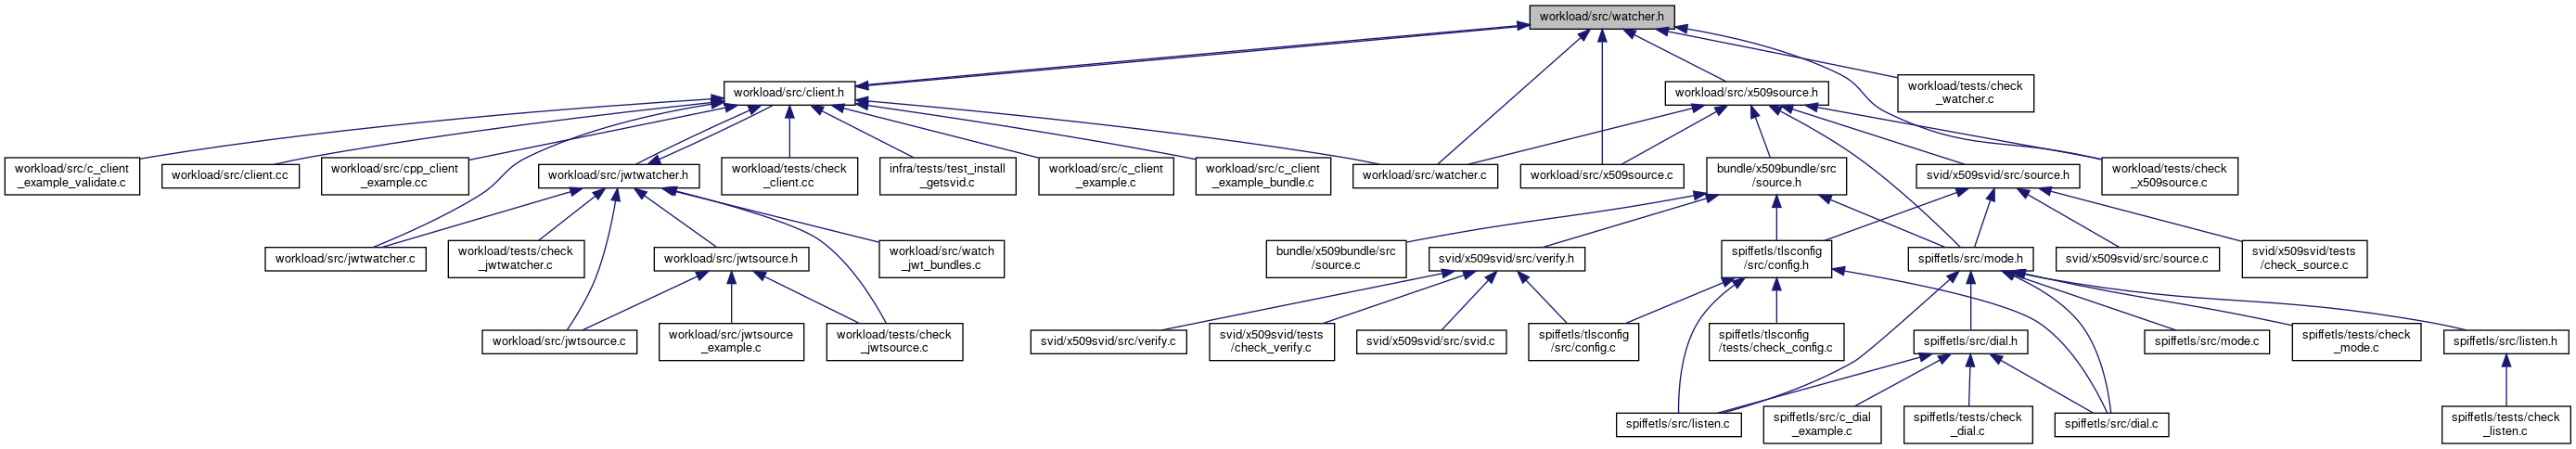 workload/src/watcher.h
workload/src/client.h
workload/src/x509source.h
workload/tests/check
_watcher.c
workload/src/c_client
_example_validate.c
workload/src/client.cc
workload/src/cpp_client
_example.cc
workload/src/jwtwatcher.h
workload/tests/check
_client.cc
infra/tests/test_install
_getsvid.c
workload/src/c_client
_example.c
workload/src/c_client
_example_bundle.c
workload/src/watcher.c
workload/src/x509source.c
bundle/x509bundle/src
/source.h
svid/x509svid/src/source.h
workload/tests/check
_x509source.c
workload/src/jwtwatcher.c
workload/tests/check
_jwtwatcher.c
workload/src/jwtsource.h
workload/src/watch
_jwt_bundles.c
bundle/x509bundle/src
/source.c
svid/x509svid/src/verify.h
spiffetls/tlsconfig
/src/config.h
spiffetls/src/mode.h
svid/x509svid/src/source.c
svid/x509svid/tests
/check_source.c
workload/src/jwtsource.c
workload/src/jwtsource
_example.c
workload/tests/check
_jwtsource.c
svid/x509svid/src/verify.c
svid/x509svid/tests
/check_verify.c
svid/x509svid/src/svid.c
spiffetls/tlsconfig
/src/config.c
spiffetls/tlsconfig
/tests/check_config.c
spiffetls/src/dial.h
spiffetls/src/mode.c
spiffetls/tests/check
_mode.c
spiffetls/src/listen.h
spiffetls/src/listen.c
spiffetls/src/c_dial
_example.c
spiffetls/tests/check
_dial.c
spiffetls/src/dial.c
spiffetls/tests/check
_listen.c